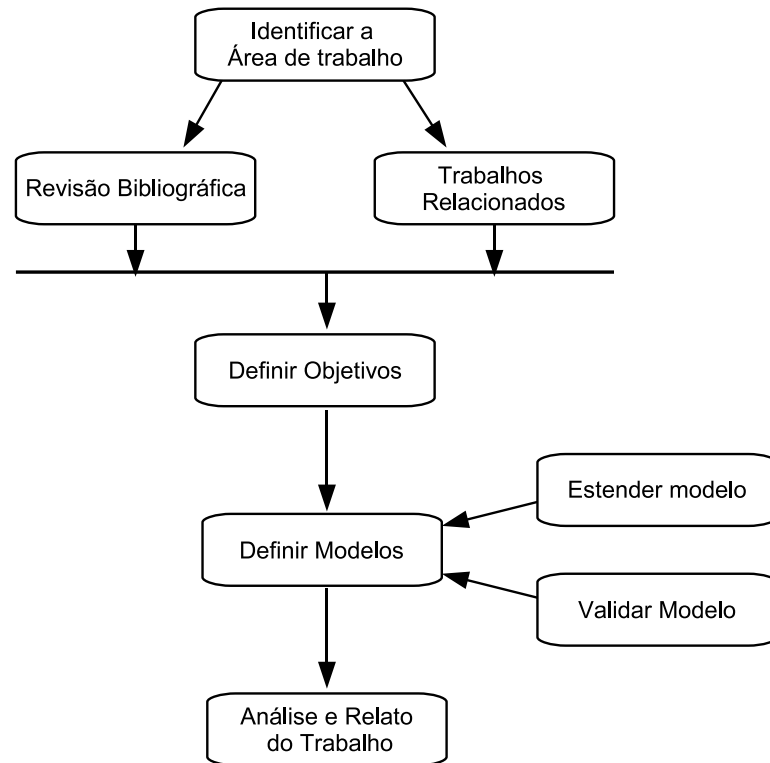 Identificar a
Área de trabalho
Revisão Bibliográfica
Trabalhos
Relacionados
Definir Objetivos
Estender modelo
Definir Modelos
Validar Modelo
Análise e Relato
do Trabalho